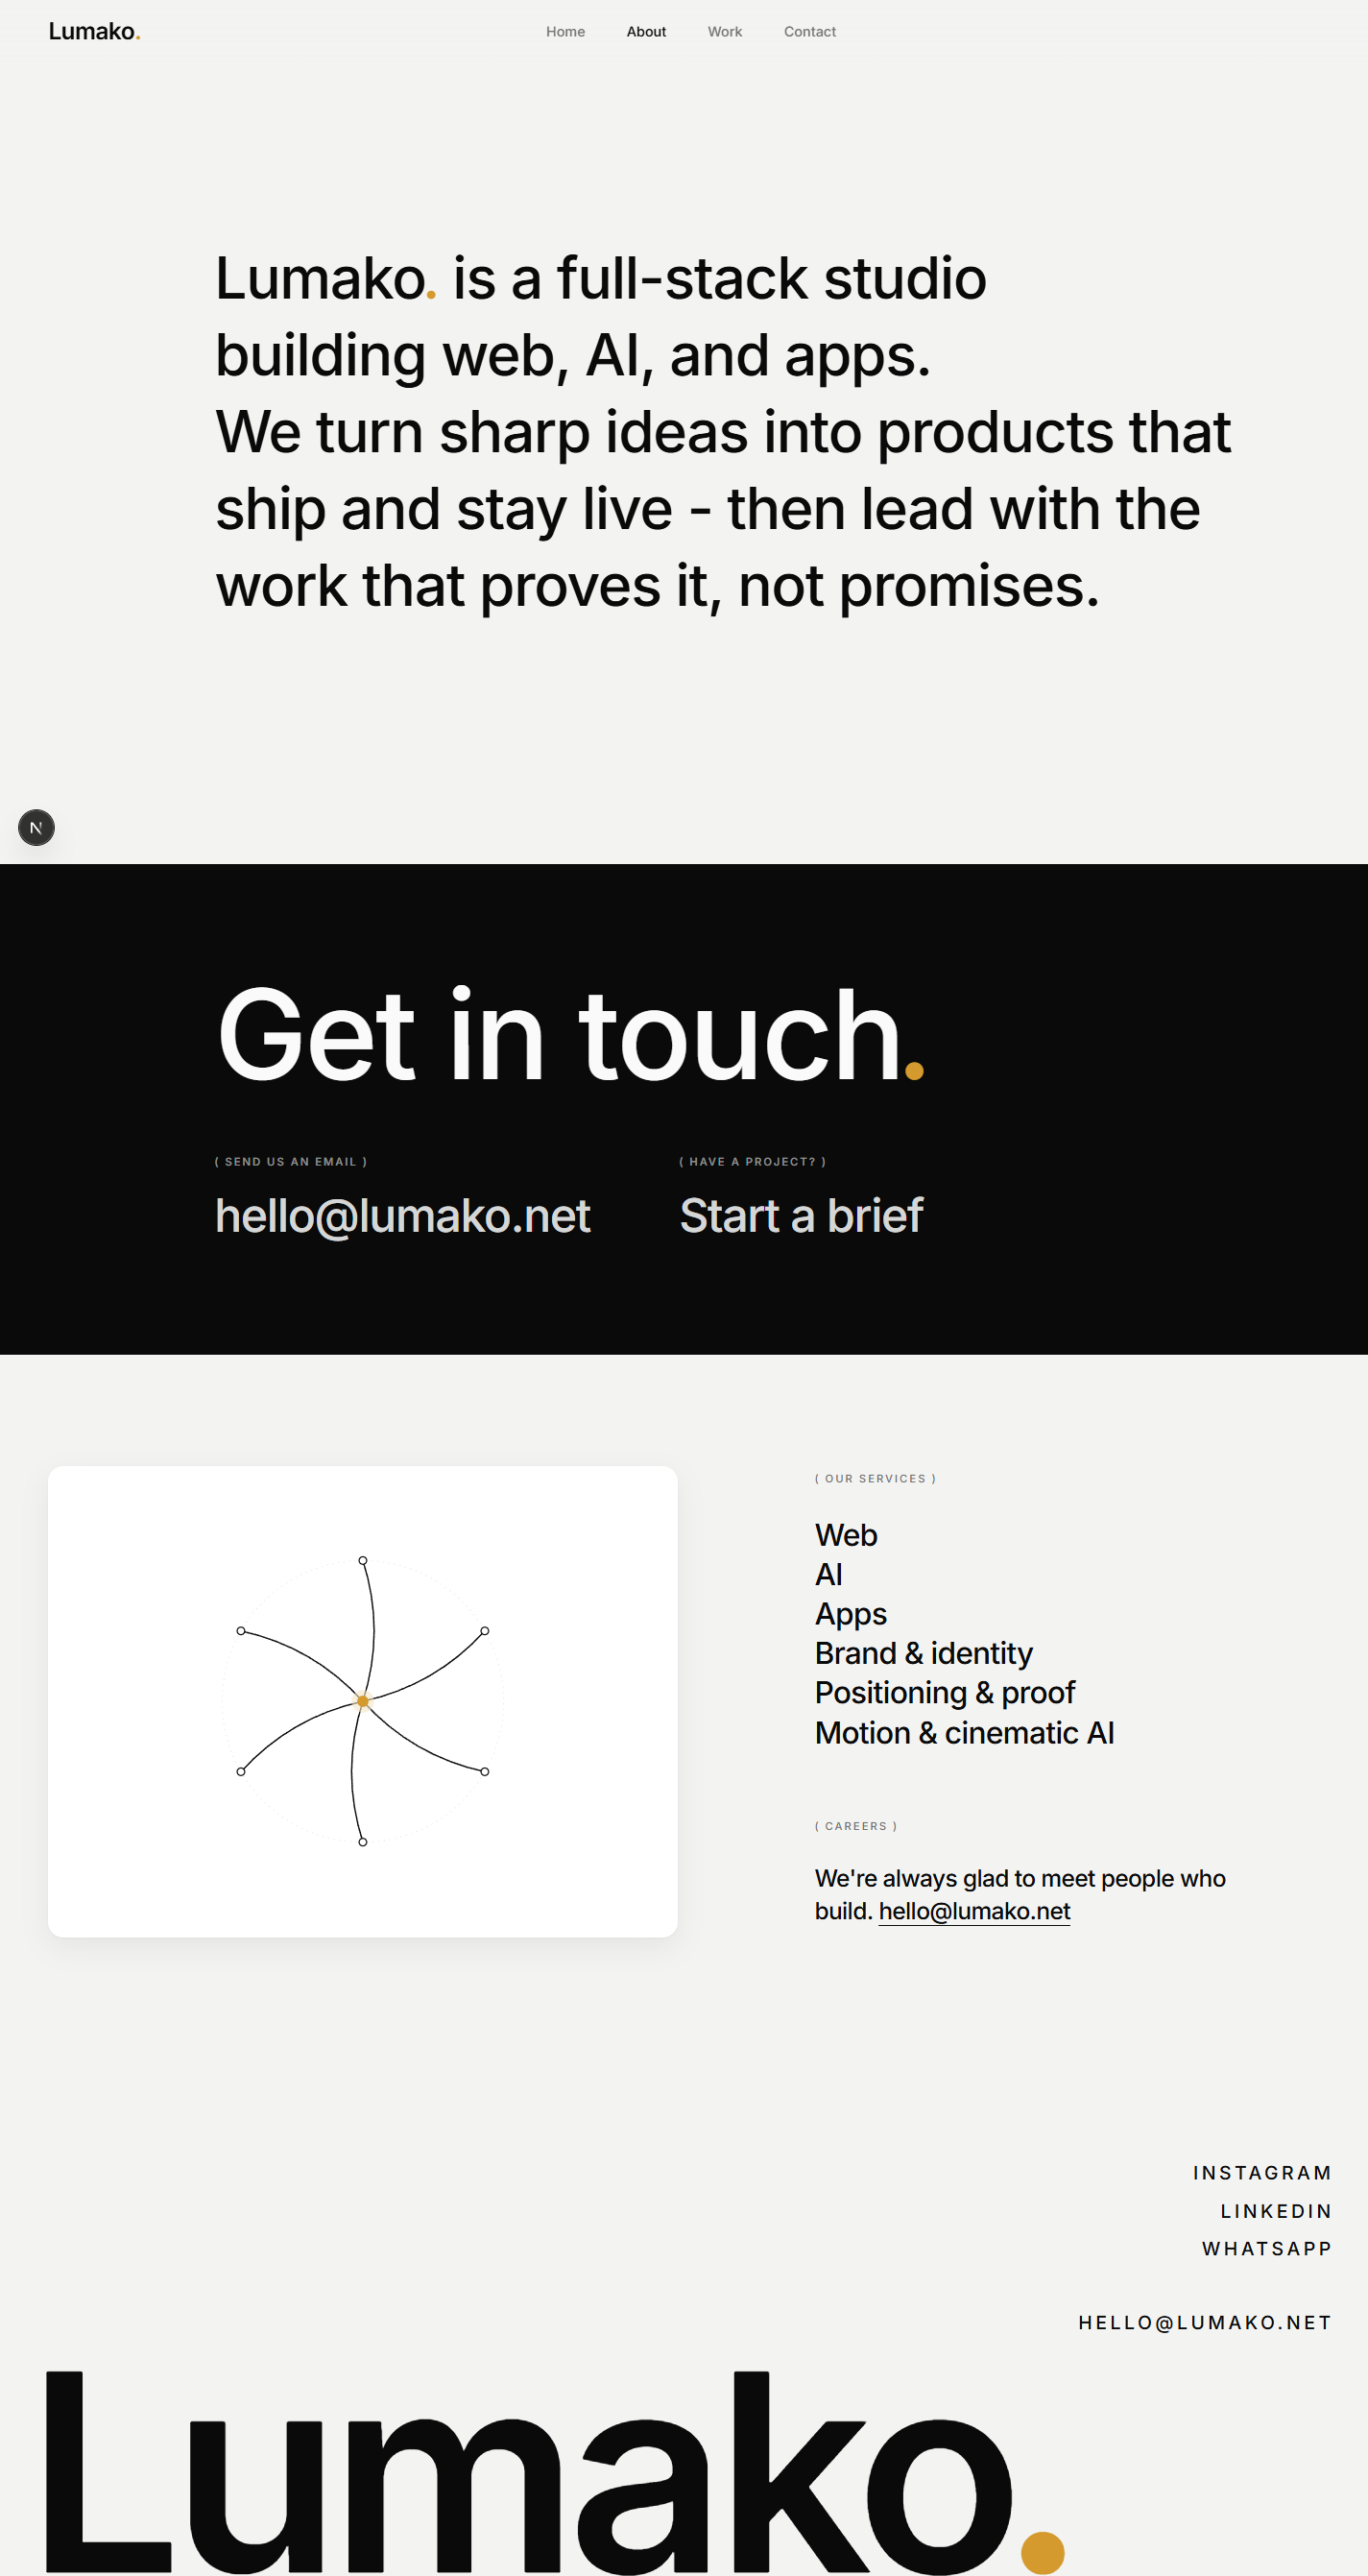 Lumako.
Home About Work Contact
Lumako. is a full-stack studio
building web, AI, and apps.
We turn sharp ideas into products that
ship and stay live - then lead with the
work that proves it, not promises.
N
Get in touch.
( SEND US AN EMAIL ) ( HAVE A PROJECT? )
hello@lumako.net Start a brief
( OUR SERVICES )
Web
AI
Apps
Brand & identity
Positioning & proof
Motion & cinematic AI
( CAREERS )
We're always glad to meet people who
build. hello@lumako.net
INSTAGRAM
LINKEDIN
WHATSAPP
HELLO@LUMAKO.NET
Lumako.